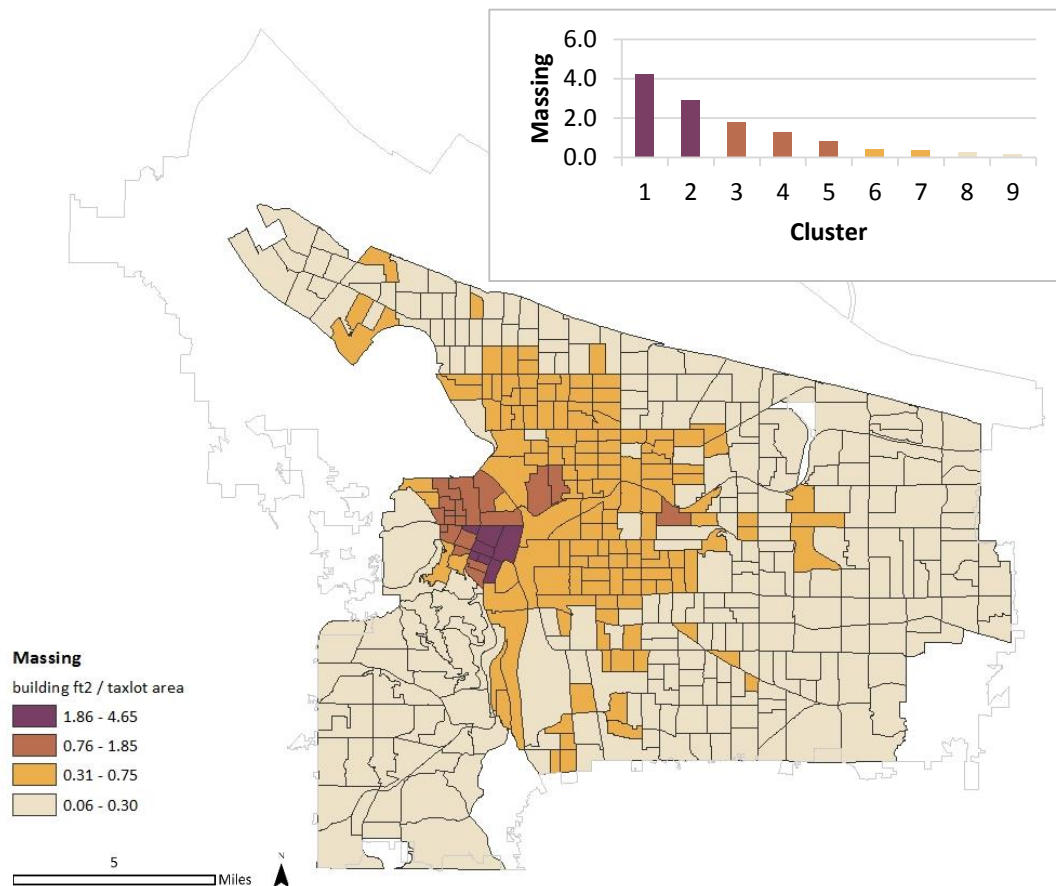 6.0
4.0
2.0
0.0
Massing
1 2 3 4 5 6 7 8 9
Cluster
Massing
building ft2 / taxlot area
1.86 - 4.65
0.76 - 1.85
0.31 - 0.75
0.06 - 0.30
5
Miles
N